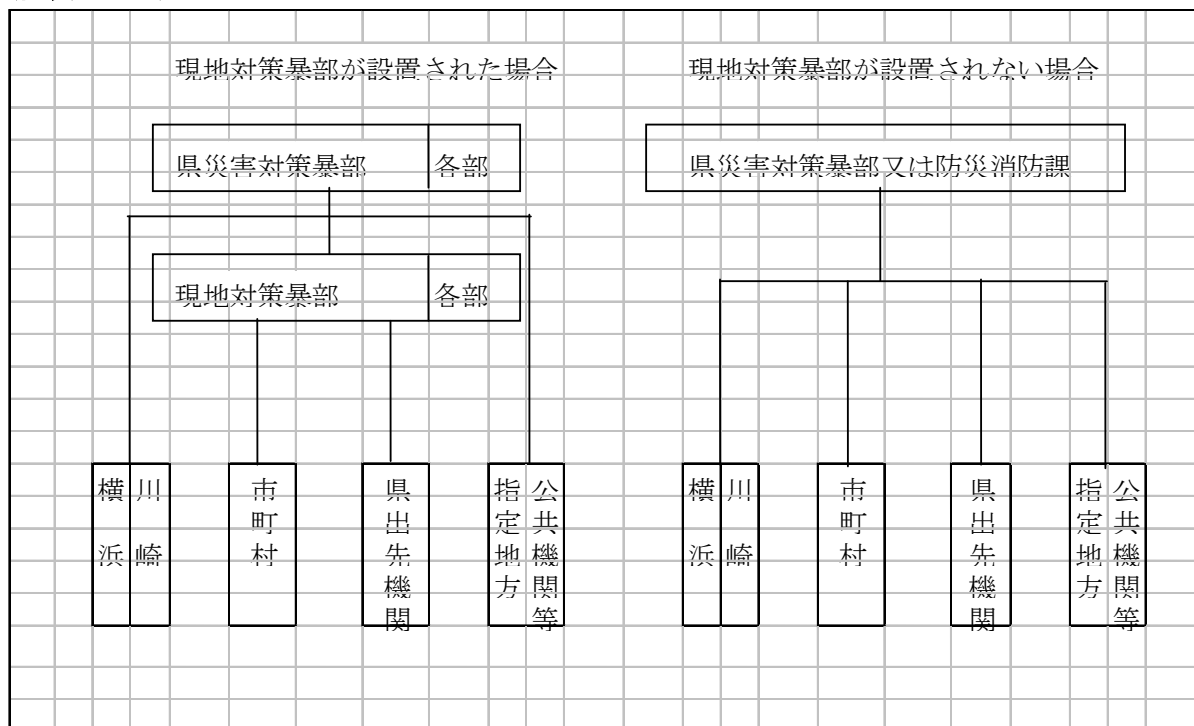 現地対策暴部が設置された場合
県災害対策暴部 各部
現地対策暴部 各部
横浜
川崎
市町村
県出先機関
指定地方
公共機関等
現地対策暴部が設置されない場合
県災害対策暴部又は防災消防課
横浜
川崎
市町村
県出先機関
指定地方
公共機関等